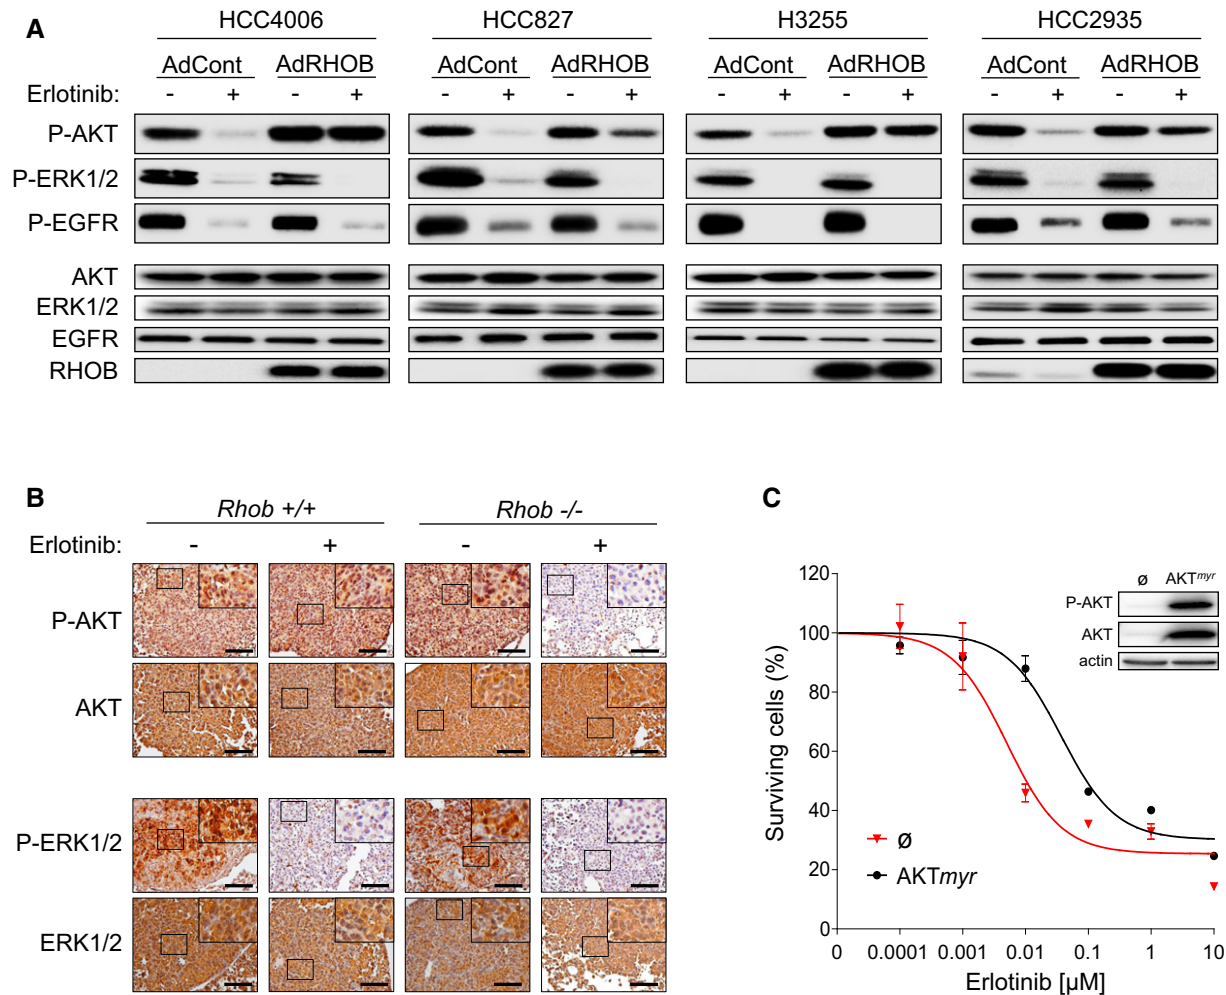 A
HCC4006 HCC827 H3255 HCC2935
AdCont AdRHOB AdCont AdRHOB AdCont AdRHOB AdCont AdRHOB
Erlotinib: - + - + - + - + - + - + - + - +
P-AKT
P-ERK1/2
P-EGFR
AKT
ERK1/2
EGFR
RHOB
B
Rhob +/+ Rhob -/-
Erlotinib: - + - +
P-AKT
AKT
P-ERK1/2
ERK1/2
C
ø AKTmyr
P-AKT
AKT
actin
Surviving cells (%)
120
100
80
60
40
20
0
ø
AKTmyr
0 0.0001 0.001 0.01 0.1 1 10
Erlotinib [µM]